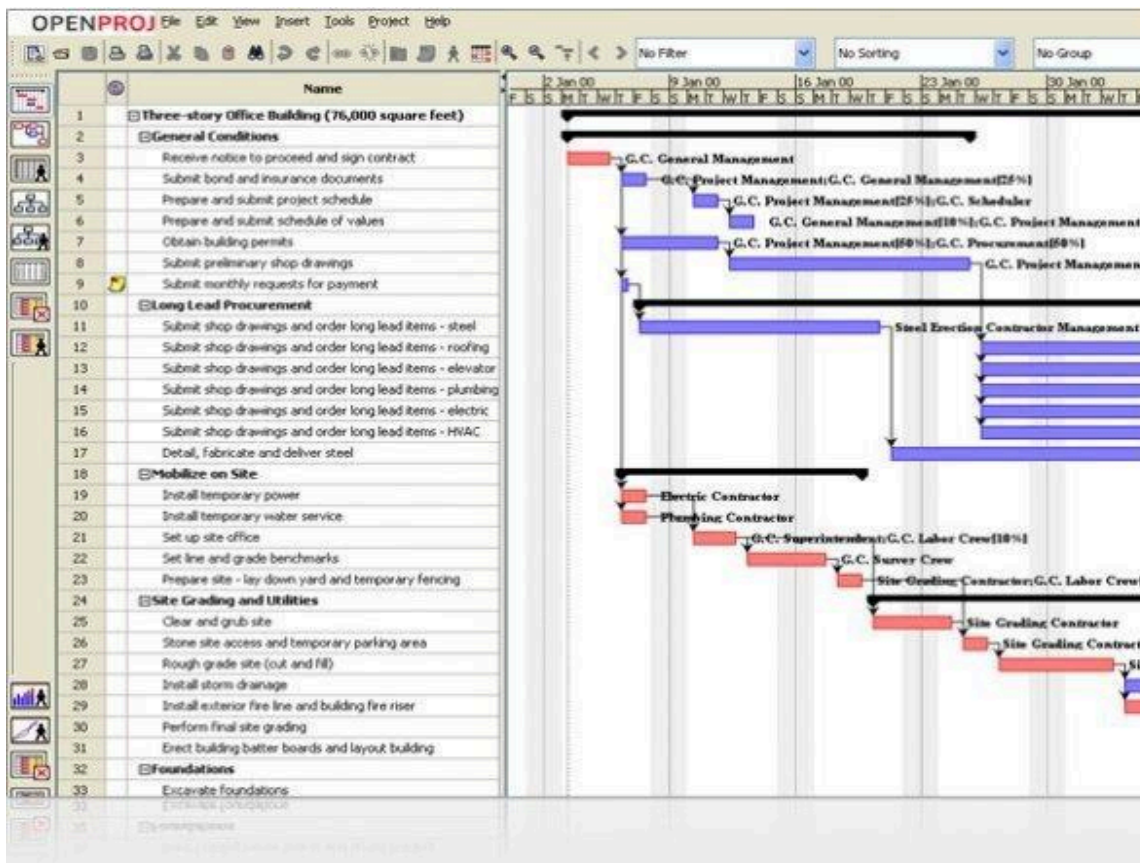 OPENPROJ File Edit View Insert Tools Project Help
No Filter No Sorting No Group
Name
2 Jan 00 9 Jan 00 16 Jan 00 23 Jan 00 30 Jan 00
F S S M T W T F S S M T W T F S S M T W T F S S M T W T F S S M T W T
1 Three-story Office Building (76,000 square feet)
2 General Conditions
3 Receive notice to proceed and sign contract G.C. General Management
4 Submit bond and insurance documents G.C. Project Management;G.C. General Management[25%]
5 Prepare and submit project schedule G.C. Project Management[25%];G.C. Scheduler
6 Prepare and submit schedule of values G.C. General Management[10%];G.C. Project Management
7 Obtain building permits G.C. Project Management[50%];G.C. Procurement[50%]
8 Submit preliminary shop drawings G.C. Project Management
9 Submit monthly requests for payment
10 Long Lead Procurement
11 Submit shop drawings and order long lead items - steel Steel Erection Contractor Management
12 Submit shop drawings and order long lead items - roofing
13 Submit shop drawings and order long lead items - elevator
14 Submit shop drawings and order long lead items - plumbing
15 Submit shop drawings and order long lead items - electric
16 Submit shop drawings and order long lead items - HVAC
17 Detail, fabricate and deliver steel
18 Mobilize on Site
19 Install temporary power Electric Contractor
20 Install temporary water service Plumbing Contractor
21 Set up site office G.C. Superintendent;G.C. Labor Crew[10%]
22 Set line and grade benchmarks G.C. Survey Crew
23 Prepare site - lay down yard and temporary fencing Site Grading Contractor;G.C. Labor Crew[
24 Site Grading and Utilities
25 Clear and grub site Site Grading Contractor
26 Stone site access and temporary parking area Site Grading Contract
27 Rough grade site (cut and fill) Si
28 Install storm drainage
29 Install exterior fire line and building fire riser
30 Perform final site grading
31 Erect building batter boards and layout building
32 Foundations
33 Excavate foundations